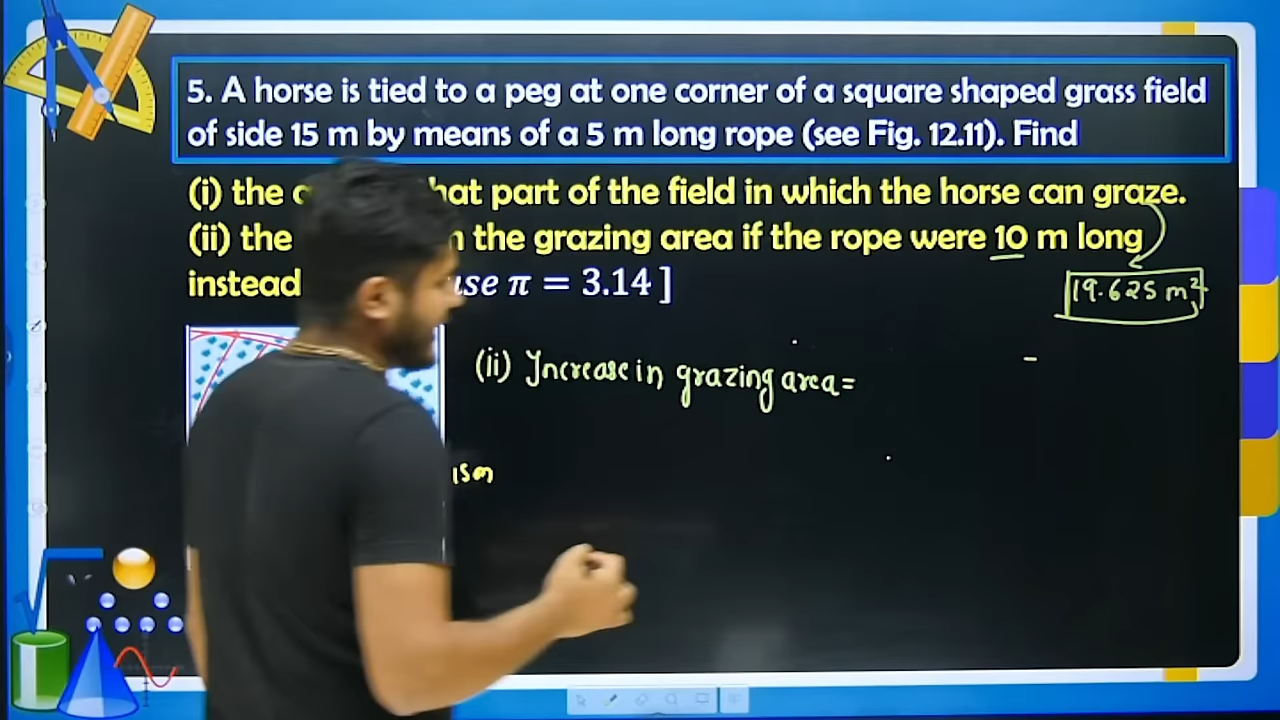 5. A horse is tied to a peg at one corner of a square shaped grass field
of side 15 m by means of a 5 m long rope (see Fig. 12.11). Find
(i) the hat part of the field in which the horse can graze.
(ii) the the grazing area if the rope were 10 m long
instead use π = 3.14 ]
19.625 m²
(ii) Increase in grazing area = -
15m